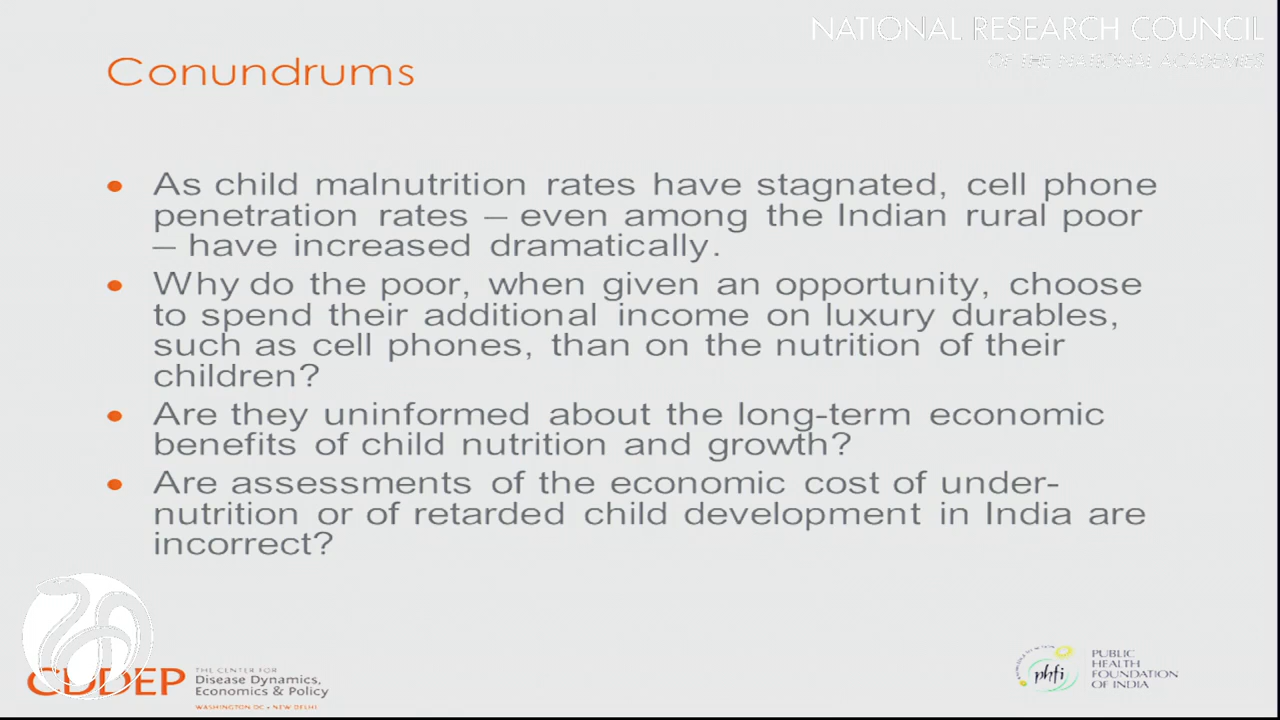 NATIONAL RESEARCH COUNCIL
OF THE NATIONAL ACADEMIES
Conundrums
• As child malnutrition rates have stagnated, cell phone
penetration rates – even among the Indian rural poor
– have increased dramatically.
• Why do the poor, when given an opportunity, choose
to spend their additional income on luxury durables,
such as cell phones, than on the nutrition of their
children?
• Are they uninformed about the long-term economic
benefits of child nutrition and growth?
• Are assessments of the economic cost of under-
nutrition or of retarded child development in India are
incorrect?
CDDEP
THE CENTER FOR
Disease Dynamics,
Economics & Policy
WASHINGTON DC • NEW DELHI
phfi
PUBLIC
HEALTH
FOUNDATION
OF INDIA